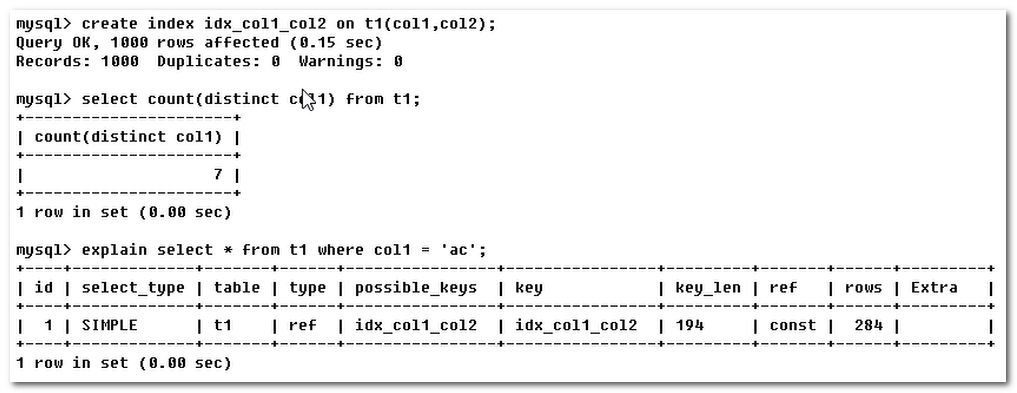 mysql> create index idx_col1_col2 on t1(col1,col2);
Query OK, 1000 rows affected (0.15 sec)
Records: 1000  Duplicates: 0  Warnings: 0
mysql> select count(distinct col1) from t1;
+----------------------+
| count(distinct col1) |
+----------------------+
|                    7 |
+----------------------+
1 row in set (0.00 sec)
mysql> explain select * from t1 where col1 = 'ac';
+----+-------------+-------+------+----------------+----------------+---------+-------+------+---------+
| id | select_type | table | type | possible_keys  | key            | key_len | ref   | rows | Extra   |
+----+-------------+-------+------+----------------+----------------+---------+-------+------+---------+
|  1 | SIMPLE      | t1    | ref  | idx_col1_col2  | idx_col1_col2  | 194     | const |  284 |         |
+----+-------------+-------+------+----------------+----------------+---------+-------+------+---------+
1 row in set (0.00 sec)